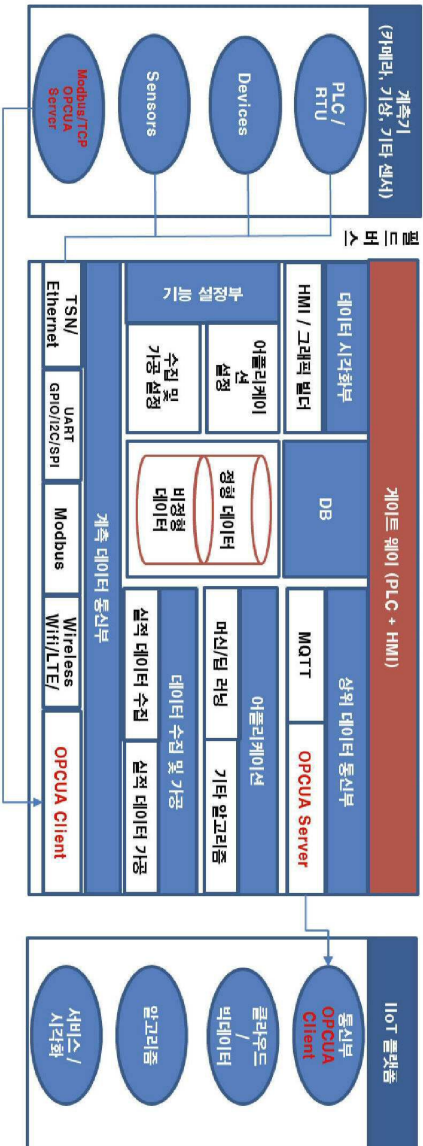 계측기
(카메라, 기상, 기타 센서)
PLC /
RTU
Devices
Sensors
Modbus/TCP
OPCUA
Server
필드버스
게이트 웨이 (PLC + HMI)
데이터 시각화부
HMI / 그래픽 빌더
DB
상위 데이터 통신부
MQTT
OPCUA Server
기능 설정부
어플리케이
션
설정
수집 및
가공 설정
정형 데이터
비정형
데이터
어플리케이션
머신/딥 러닝
기타 알고리즘
데이터 수집 및 가공
실적 데이터 수집
실적 데이터 가공
계측 데이터 통신부
TSN/
Ethernet
UART
GPIO/I2C/SPI
Modbus
Wireless
Wifi/LTE/
OPCUA Client
IIoT 플랫폼
통신부
OPCUA
Client
클라우드
/
빅데이터
알고리즘
서비스 /
시각화